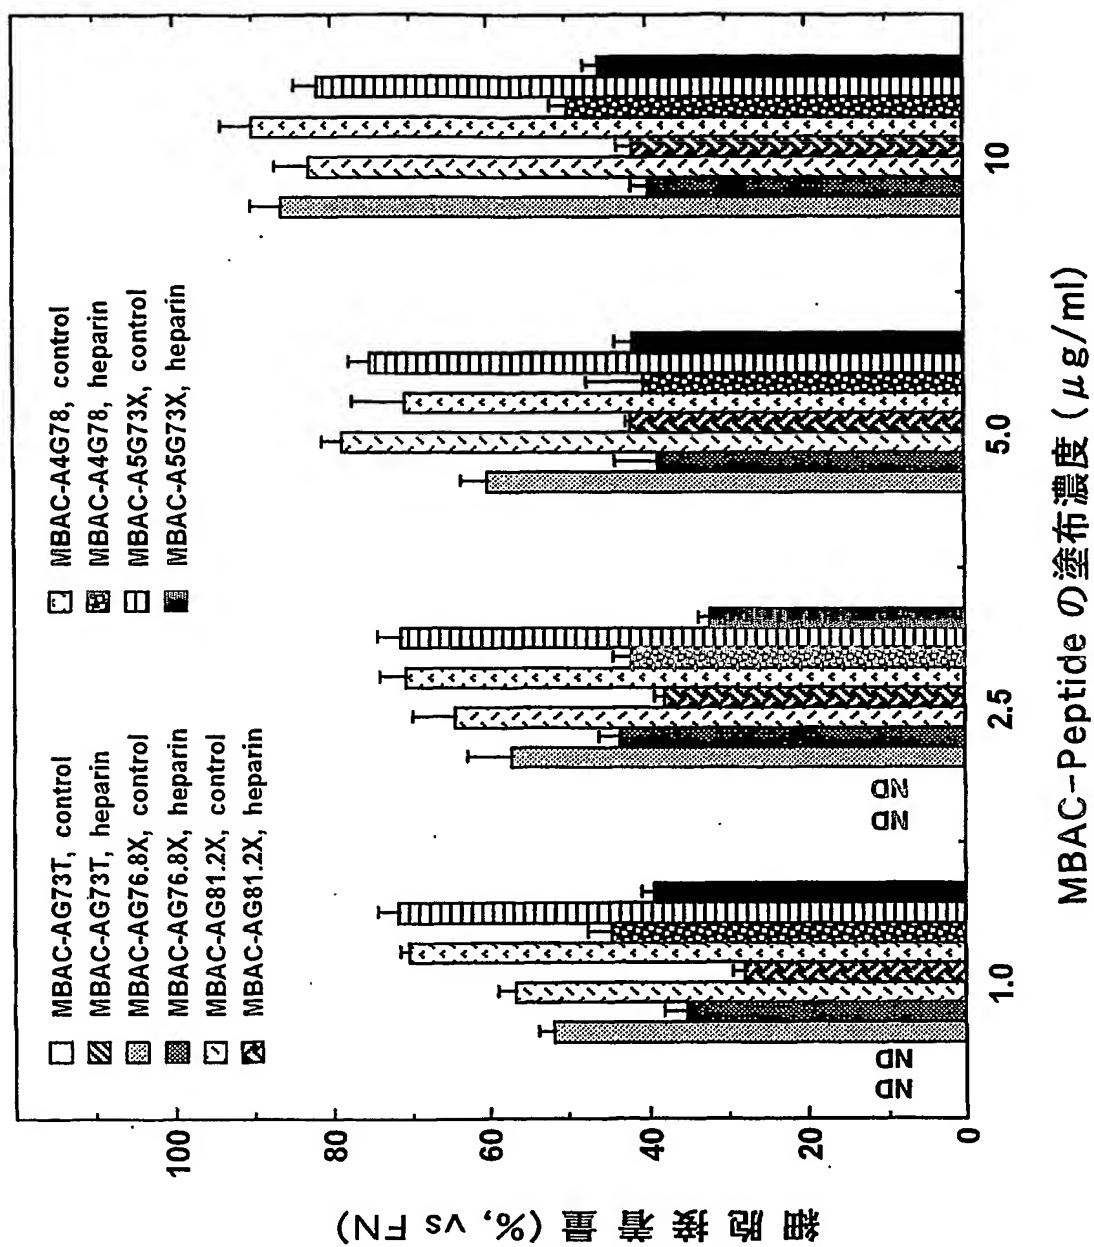 MBAC-AG73T, control
MBAC-AG73T, heparin
MBAC-AG76.8X, control
MBAC-AG76.8X, heparin
MBAC-AG81.2X, control
MBAC-AG81.2X, heparin
MBAC-A4G78, control
MBAC-A4G78, heparin
MBAC-A5G73X, control
MBAC-A5G73X, heparin
細胞接着量 (%, vs FN)
100
80
60
40
20
0
ND
ND
ND
ND
1.0
2.5
5.0
10
MBAC-Peptide の塗布濃度 (μg/ml)